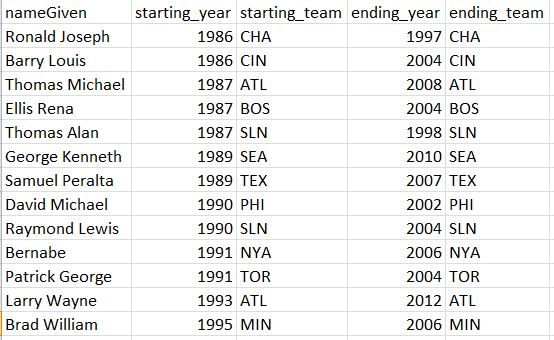 nameGiven starting_year starting_team ending_year ending_team
Ronald Joseph 1986 CHA 1997 CHA
Barry Louis 1986 CIN 2004 CIN
Thomas Michael 1987 ATL 2008 ATL
Ellis Rena 1987 BOS 2004 BOS
Thomas Alan 1987 SLN 1998 SLN
George Kenneth 1989 SEA 2010 SEA
Samuel Peralta 1989 TEX 2007 TEX
David Michael 1990 PHI 2002 PHI
Raymond Lewis 1990 SLN 2004 SLN
Bernabe 1991 NYA 2006 NYA
Patrick George 1991 TOR 2004 TOR
Larry Wayne 1993 ATL 2012 ATL
Brad William 1995 MIN 2006 MIN